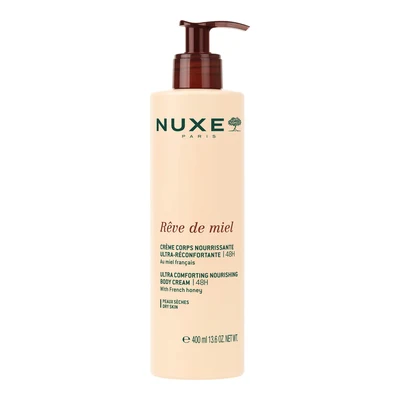 NUXE
PARIS
Rêve de miel
CRÈME CORPS NOURRISSANTE
ULTRA-RÉCONFORTANTE | 48H
Au miel français
ULTRA COMFORTING NOURISHING
BODY CREAM | 48H
With French honey
PEAUX SÈCHES
DRY SKIN
℮ 400 ml 13.6 OZ. NET WT.